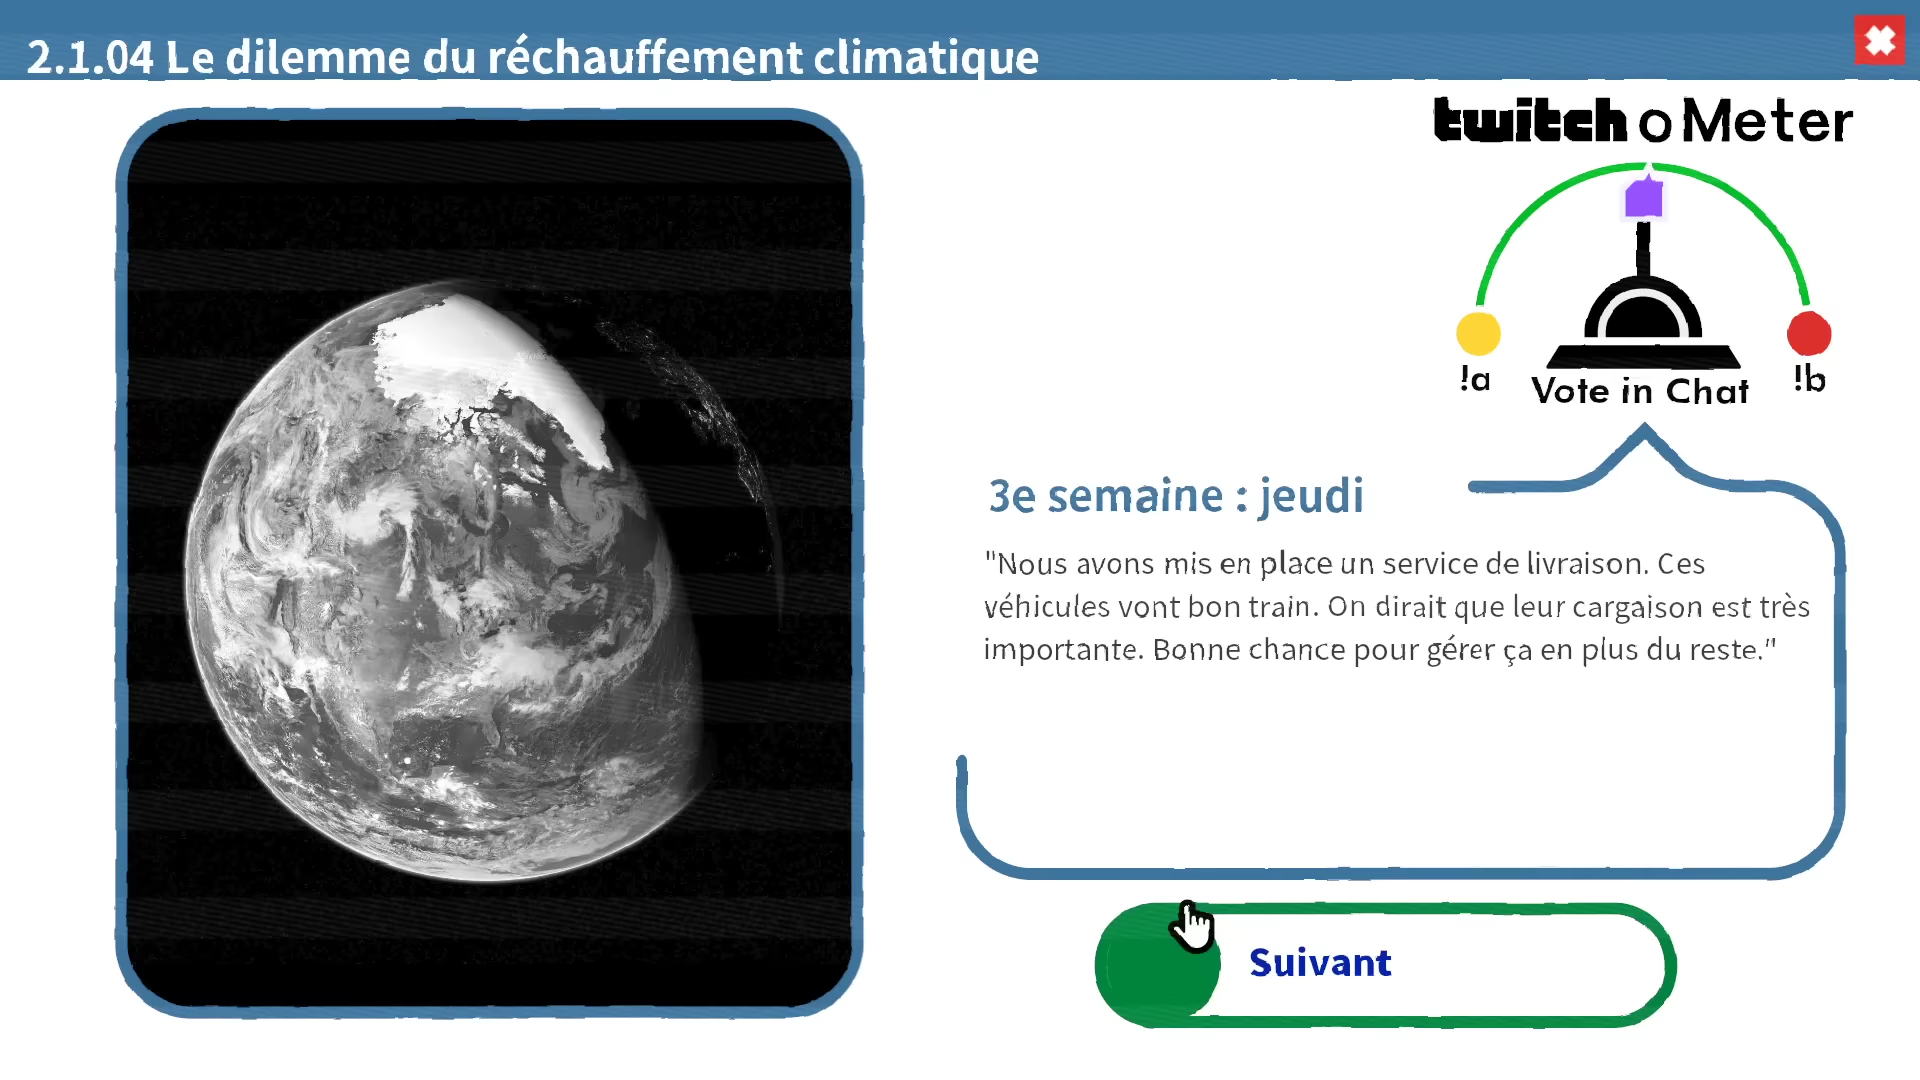 2.1.04 Le dilemme du réchauffement climatique
twitch o Meter
!a
Vote in Chat
!b
3e semaine : jeudi
"Nous avons mis en place un service de livraison. Ces
véhicules vont bon train. On dirait que leur cargaison est très
importante. Bonne chance pour gérer ça en plus du reste."
Suivant